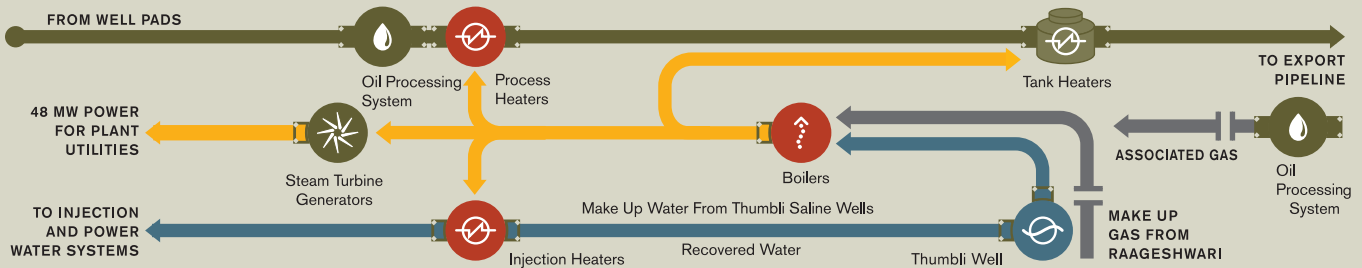 FROM WELL PADS
Oil Processing
System
Process
Heaters
Tank Heaters
TO EXPORT
PIPELINE
48 MW POWER
FOR PLANT
UTILITIES
Steam Turbine
Generators
Boilers
ASSOCIATED GAS
Oil
Processing
System
TO INJECTION
AND POWER
WATER SYSTEMS
Injection Heaters
Make Up Water From Thumbli Saline Wells
Recovered Water
Thumbli Well
MAKE UP
GAS FROM
RAAGESHWARI